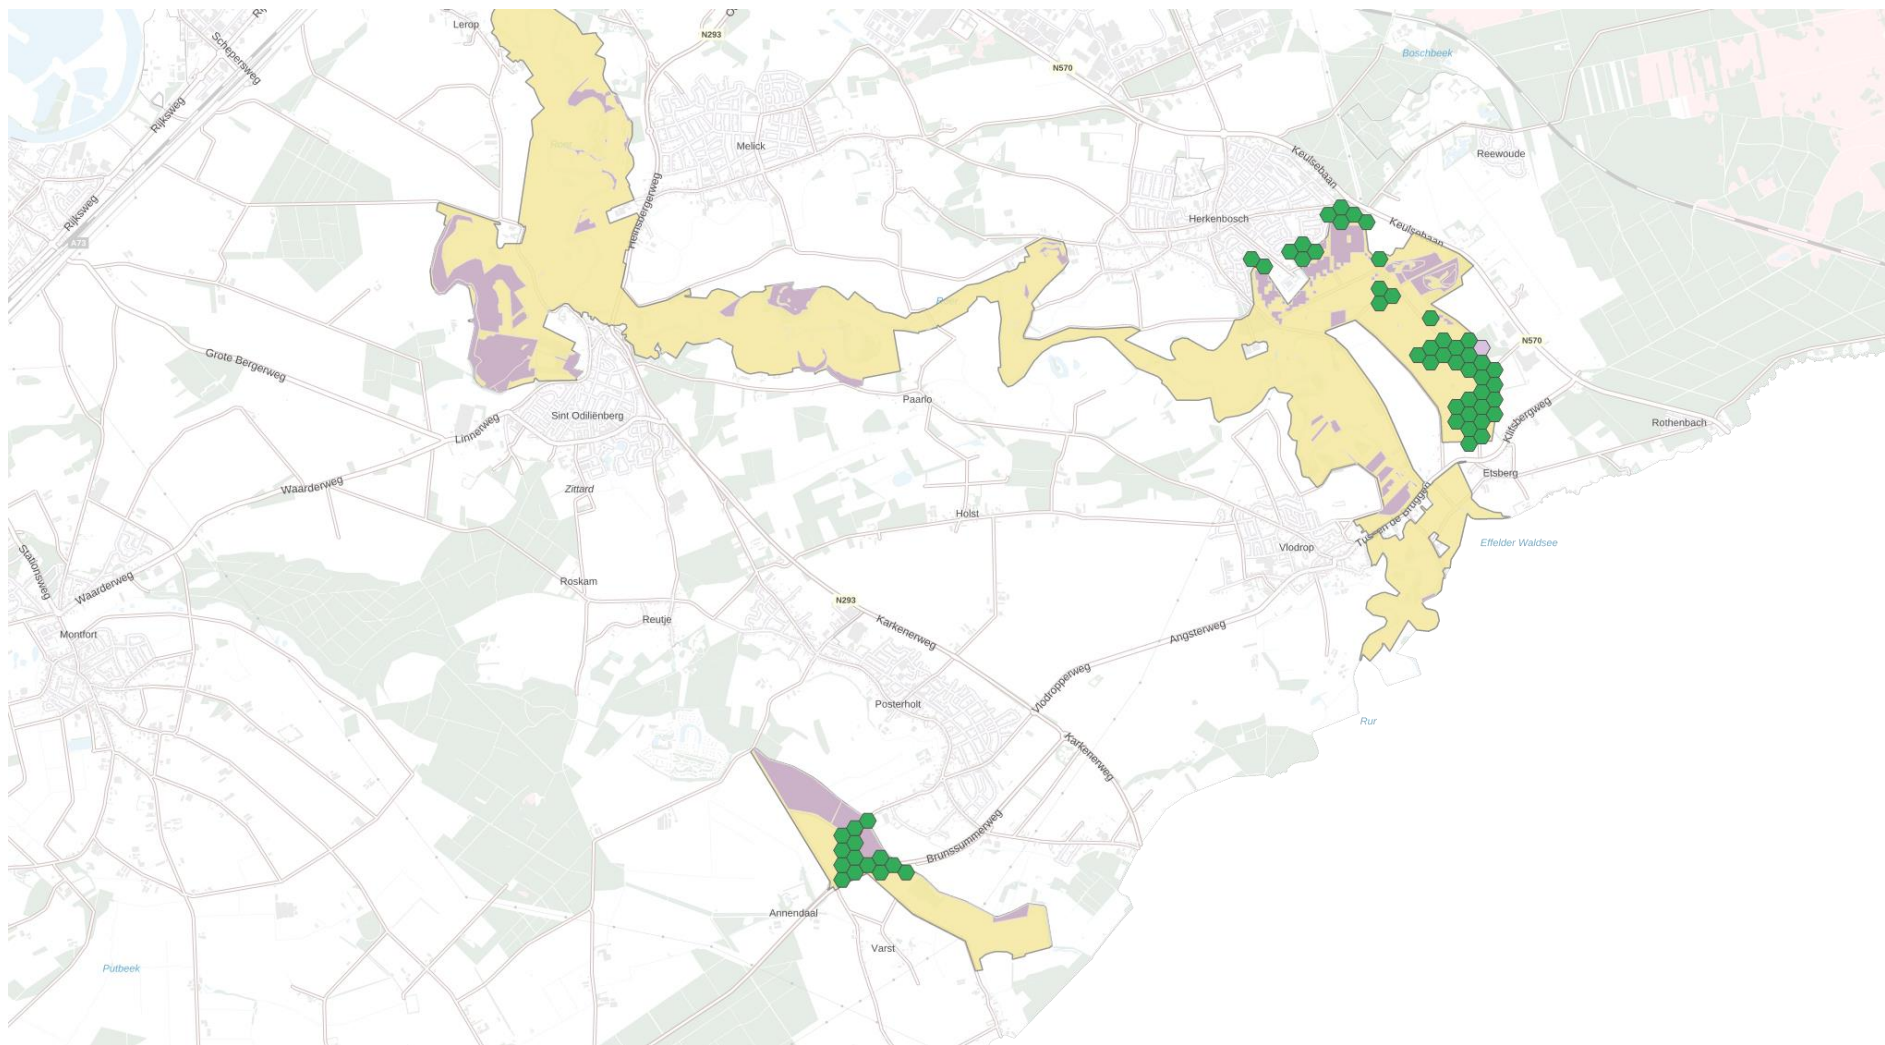 Lerop
N293
Schepersweg
Boschbeek
N570
Rijksweg
Melick
Keulsebaan
Reewoude
Rijksweg
Heinsbergerweg
Herkenbosch
Keulsebaan
A73
Grote Bergerweg
N570
Paarlo
Sint Odiliënberg
Linnerweg
Klifsbergweg
Rothenbach
Waarderweg
Zittard
Etsberg
Holst
Effelder Waldsee
Vlodrop
Stationsweg
Waarderweg
Roskam
N293
Montfort
Reutje
Karkenerweg
Angsterweg
Vlodropperweg
Posterholt
Rur
Karkenerweg
Brunssummerweg
Annendaal
Varst
Putbeek